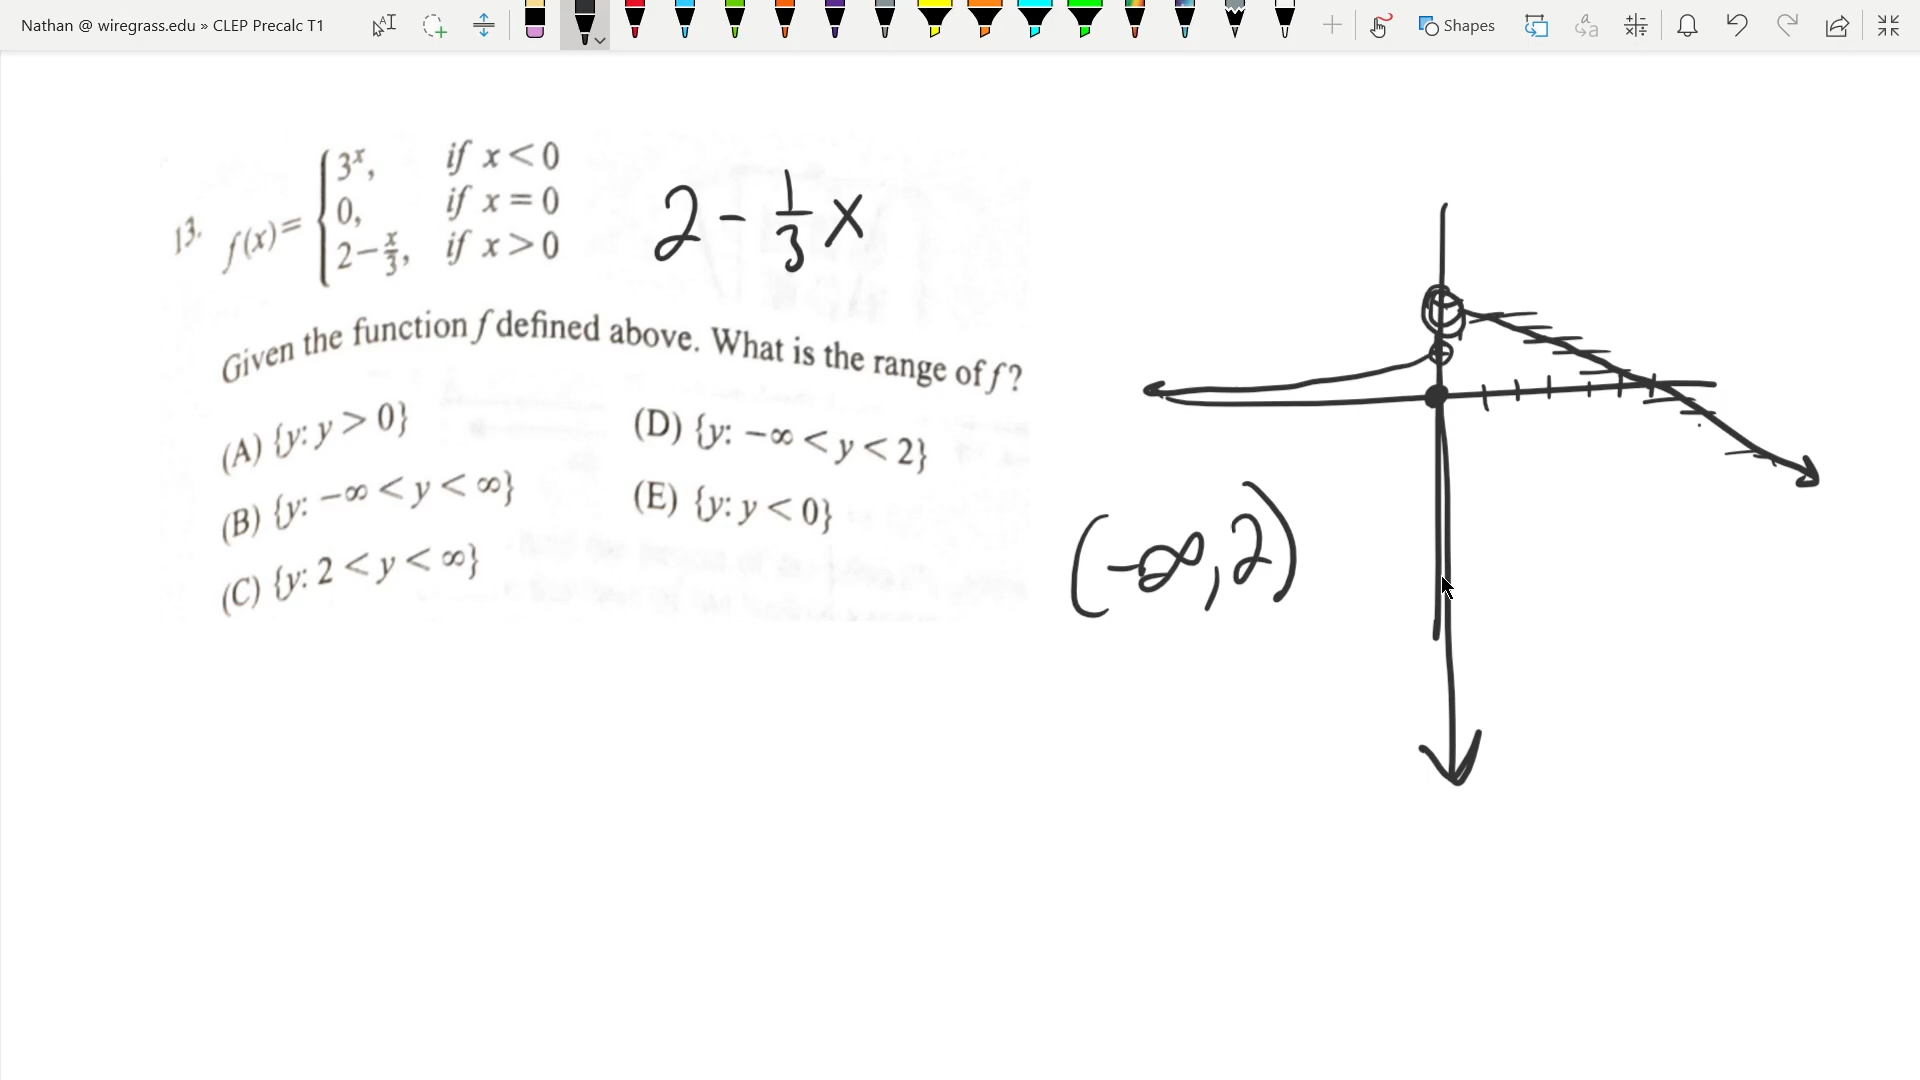 Nathan @ wiregrass.edu » CLEP Precalc T1
Shapes
13. f(x) = { 3^x, if x < 0
0, if x = 0
2 − x/3, if x > 0
2 - 1/3 x
Given the function f defined above. What is the range of f?
(A) {y: y > 0}
(B) {y: −∞ < y < ∞}
(C) {y: 2 < y < ∞}
(D) {y: −∞ < y < 2}
(E) {y: y < 0}
(-∞, 2)